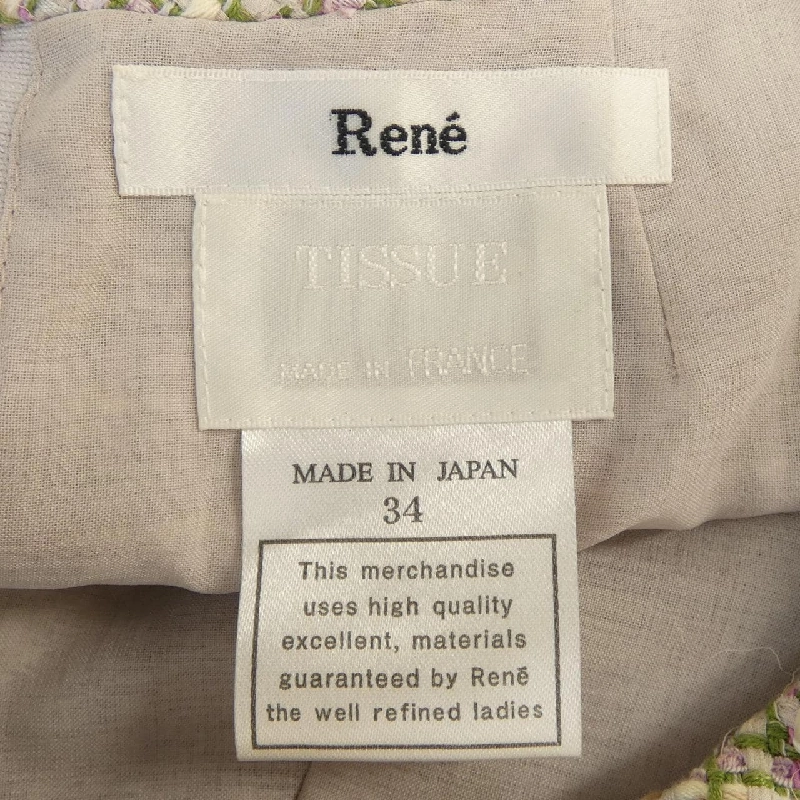 René
TISSUE
MADE IN FRANCE
MADE IN JAPAN
34
This merchandise
uses high quality
excellent, materials
guaranteed by René
the well refined ladies